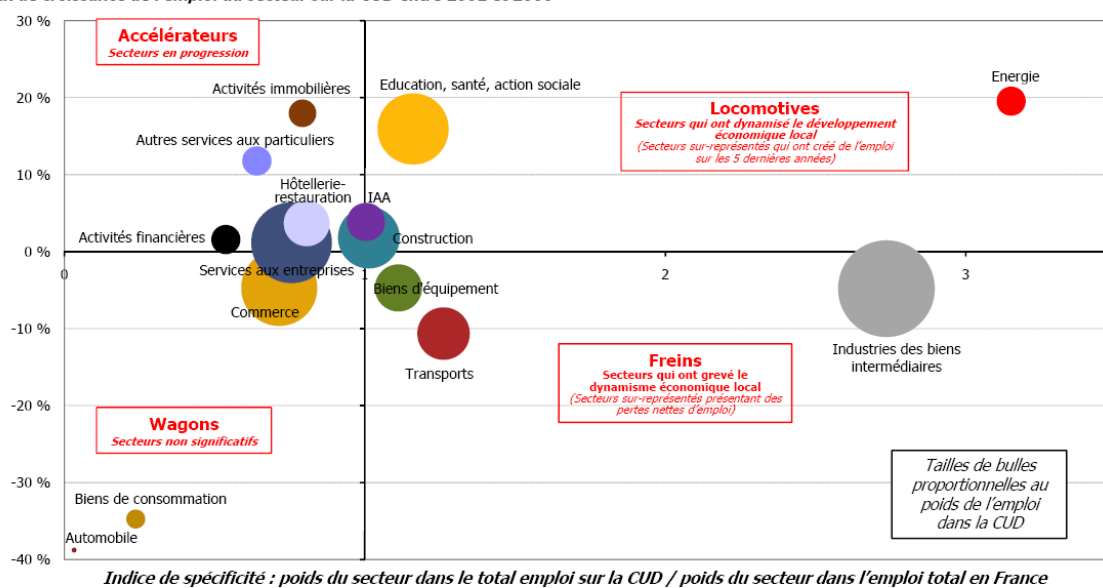 30 %
Accélérateurs
Secteurs en progression
Activités immobilières
Education, santé, action sociale
Energie
20 %
Locomotives
Secteurs qui ont dynamisé le développement
économique local
(Secteurs sur-représentés qui ont créé de l'emploi
sur les 5 dernières années)
Autres services aux particuliers
10 %
Hôtellerie-
restauration
IAA
Activités financières
Construction
0 %
0
1
2
3
Services aux entreprises
Biens d'équipement
Commerce
-10 %
Transports
Industries des biens
intermédiaires
Freins
Secteurs qui ont grevé le
dynamisme économique local
(Secteurs sur-représentés présentant des
pertes nettes d'emploi)
-20 %
Wagons
Secteurs non significatifs
Tailles de bulles
proportionnelles au
poids de l'emploi
dans la CUD
-30 %
Biens de consommation
Automobile
-40 %
Indice de spécificité : poids du secteur dans le total emploi sur la CUD / poids du secteur dans l'emploi total en France